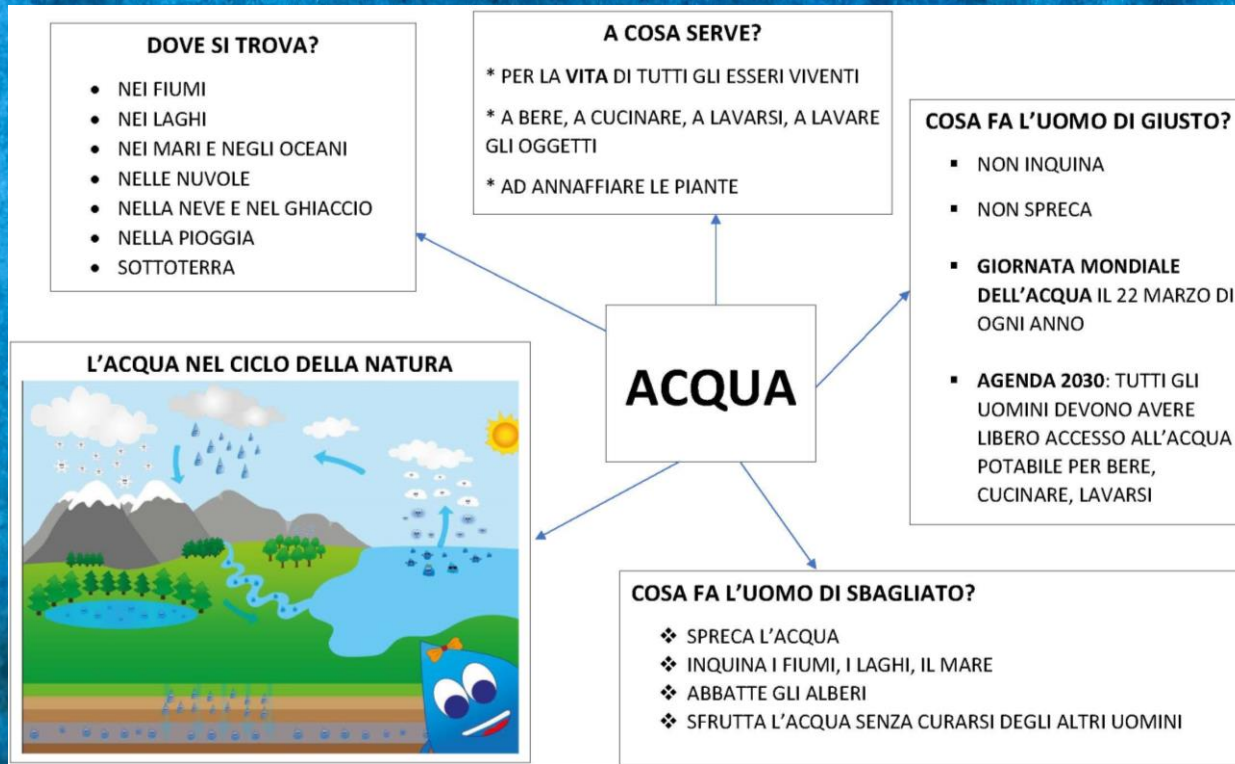 DOVE SI TROVA?
• NEI FIUMI
• NEI LAGHI
• NEI MARI E NEGLI OCEANI
• NELLE NUVOLE
• NELLA NEVE E NEL GHIACCIO
• NELLA PIOGGIA
• SOTTOTERRA
A COSA SERVE?
* PER LA VITA DI TUTTI GLI ESSERI VIVENTI
* A BERE, A CUCINARE, A LAVARSI, A LAVARE
GLI OGGETTI
* AD ANNAFFIARE LE PIANTE
COSA FA L'UOMO DI GIUSTO?
▪ NON INQUINA
▪ NON SPRECA
▪ GIORNATA MONDIALE
DELL'ACQUA IL 22 MARZO DI
OGNI ANNO
▪ AGENDA 2030: TUTTI GLI
UOMINI DEVONO AVERE
LIBERO ACCESSO ALL'ACQUA
POTABILE PER BERE,
CUCINARE, LAVARSI
ACQUA
L'ACQUA NEL CICLO DELLA NATURA
COSA FA L'UOMO DI SBAGLIATO?
❖ SPRECA L'ACQUA
❖ INQUINA I FIUMI, I LAGHI, IL MARE
❖ ABBATTE GLI ALBERI
❖ SFRUTTA L'ACQUA SENZA CURARSI DEGLI ALTRI UOMINI